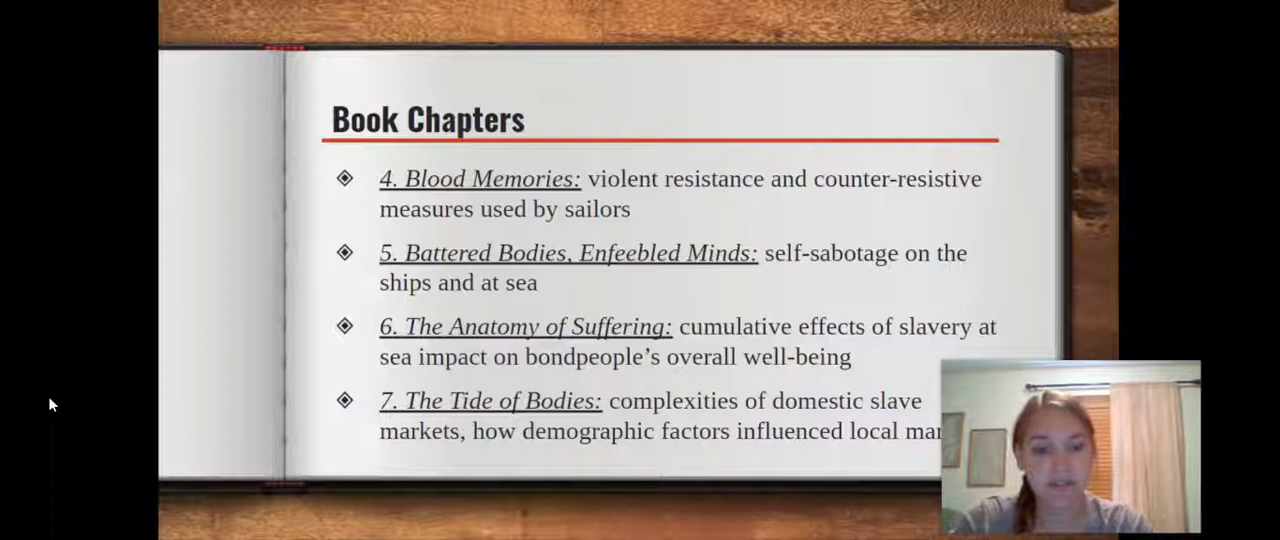 Book Chapters
4. Blood Memories: violent resistance and counter-resistive
measures used by sailors
5. Battered Bodies, Enfeebled Minds: self-sabotage on the
ships and at sea
6. The Anatomy of Suffering: cumulative effects of slavery at
sea impact on bondpeople’s overall well-being
7. The Tide of Bodies: complexities of domestic slave
markets, how demographic factors influenced local